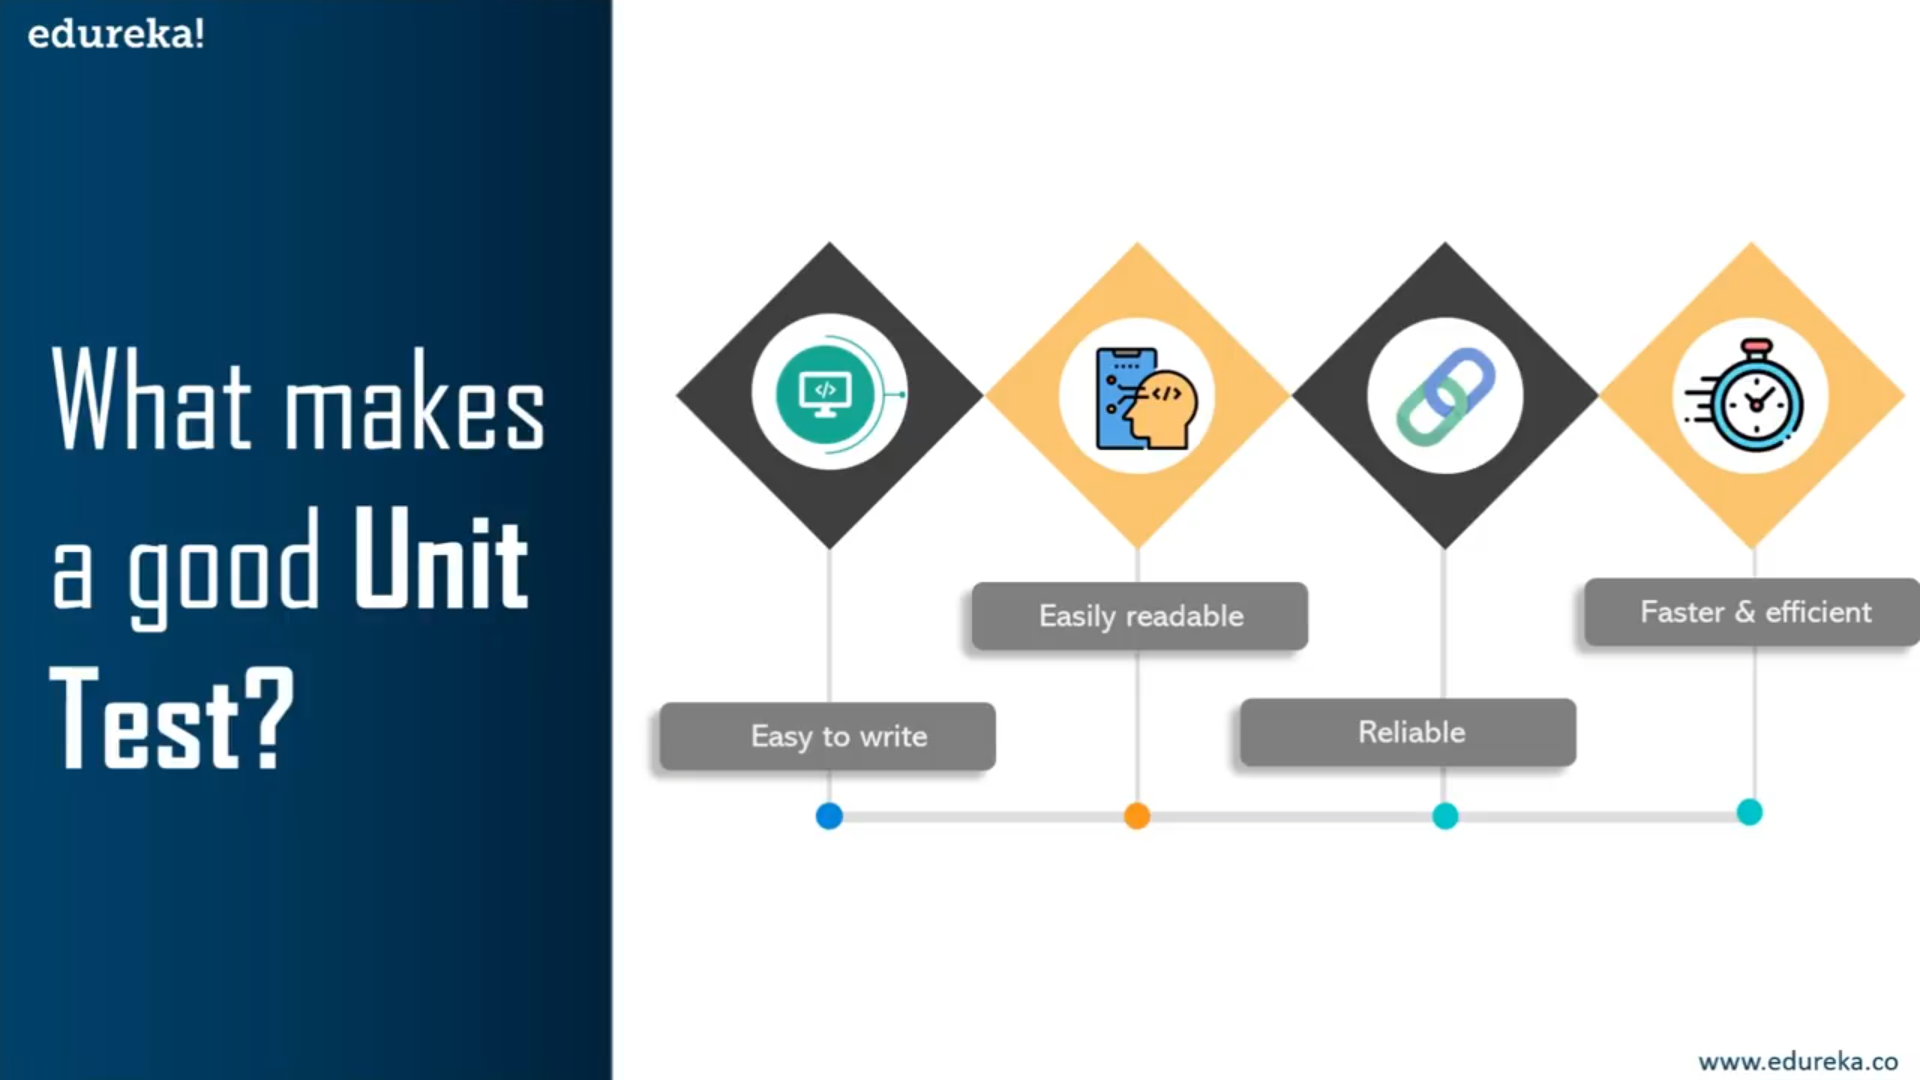 edureka!
What makes
a good Unit
Test?
</>
</>
Easily readable
Faster & efficient
Easy to write
Reliable
www.edureka.co